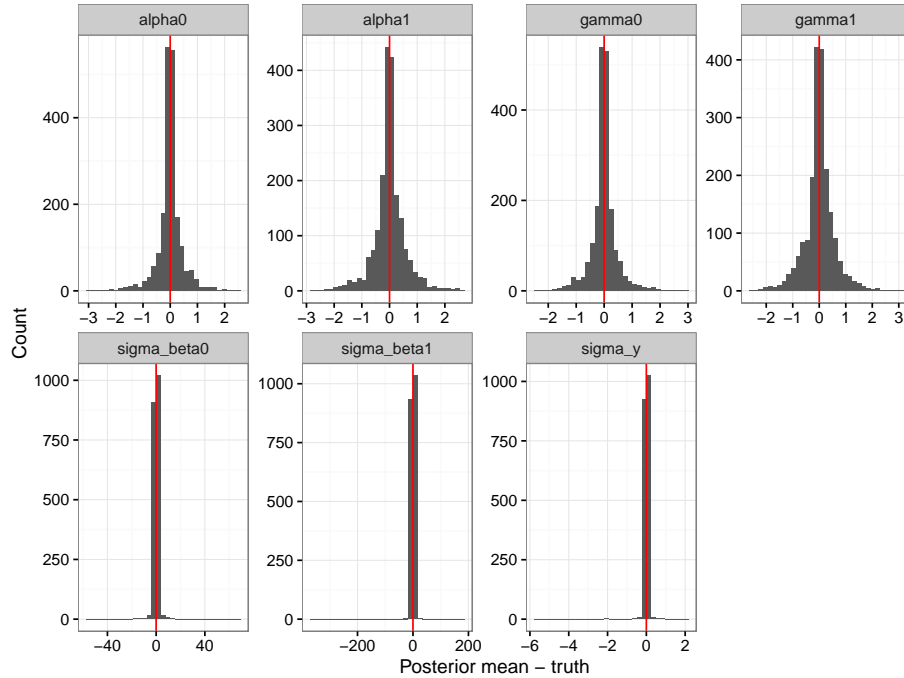 alpha0 alpha1 gamma0 gamma1
600 400 200 0
400 300 200 100 0
400 200 0
400 300 200 100 0
−3 −2 −1 0 1 2
−3 −2 −1 0 1 2
−2 −1 0 1 2 3
−2 −1 0 1 2 3
Count
sigma_beta0 sigma_beta1 sigma_y
1000 750 500 250 0
1000 750 500 250 0
1000 750 500 250 0
−40 0 40
−200 0 200
−6 −4 −2 0 2
Posterior mean − truth